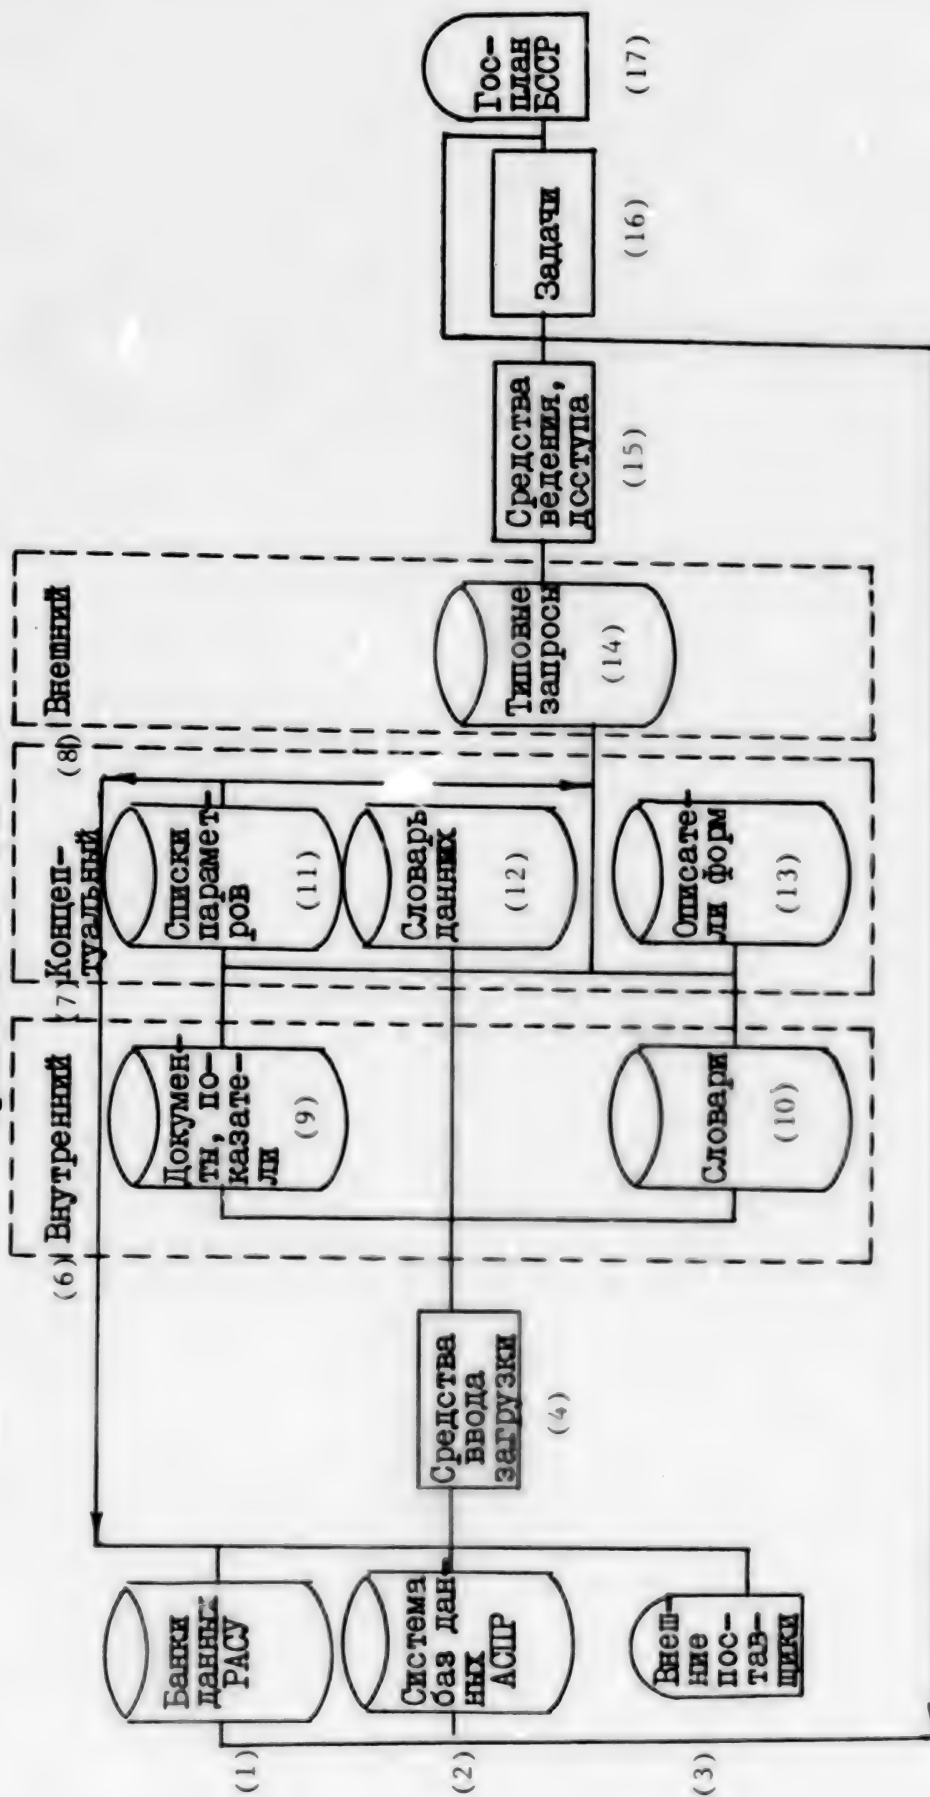 (1)
Банки
данных
РАСУ
(2)
Система
баз дан-
ных
АСПР
(3)
Внеш-
ние
пос-
тав-
щики
(4)
Средства
ввода
загрузки
(6) Внутренний
Докумен-
ты, по-
казате-
ли
(9)
Словари
(10)
(7) Концеп-
туальный
Списки
парамет-
ров
(11)
Словарь
данных
(12)
Описате-
ли форм
(13)
(8) Внешний
Типовые
запросы
(14)
Средства
ведения,
доступа
(15)
Задачи
(16)
Гос-
план
БССР
(17)